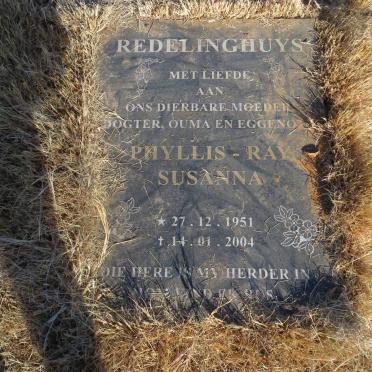 REDELINGHUYS
MET LIEFDE
AAN
ONS DIERBARE MOEDER
DOGTER, OUMA EN EGGENO
PHYLLIS - RAY
SUSANNA
★ 27 . 12 . 1951
† 14 . 01 . 2004
DIE HERE IS MY HERDER IN